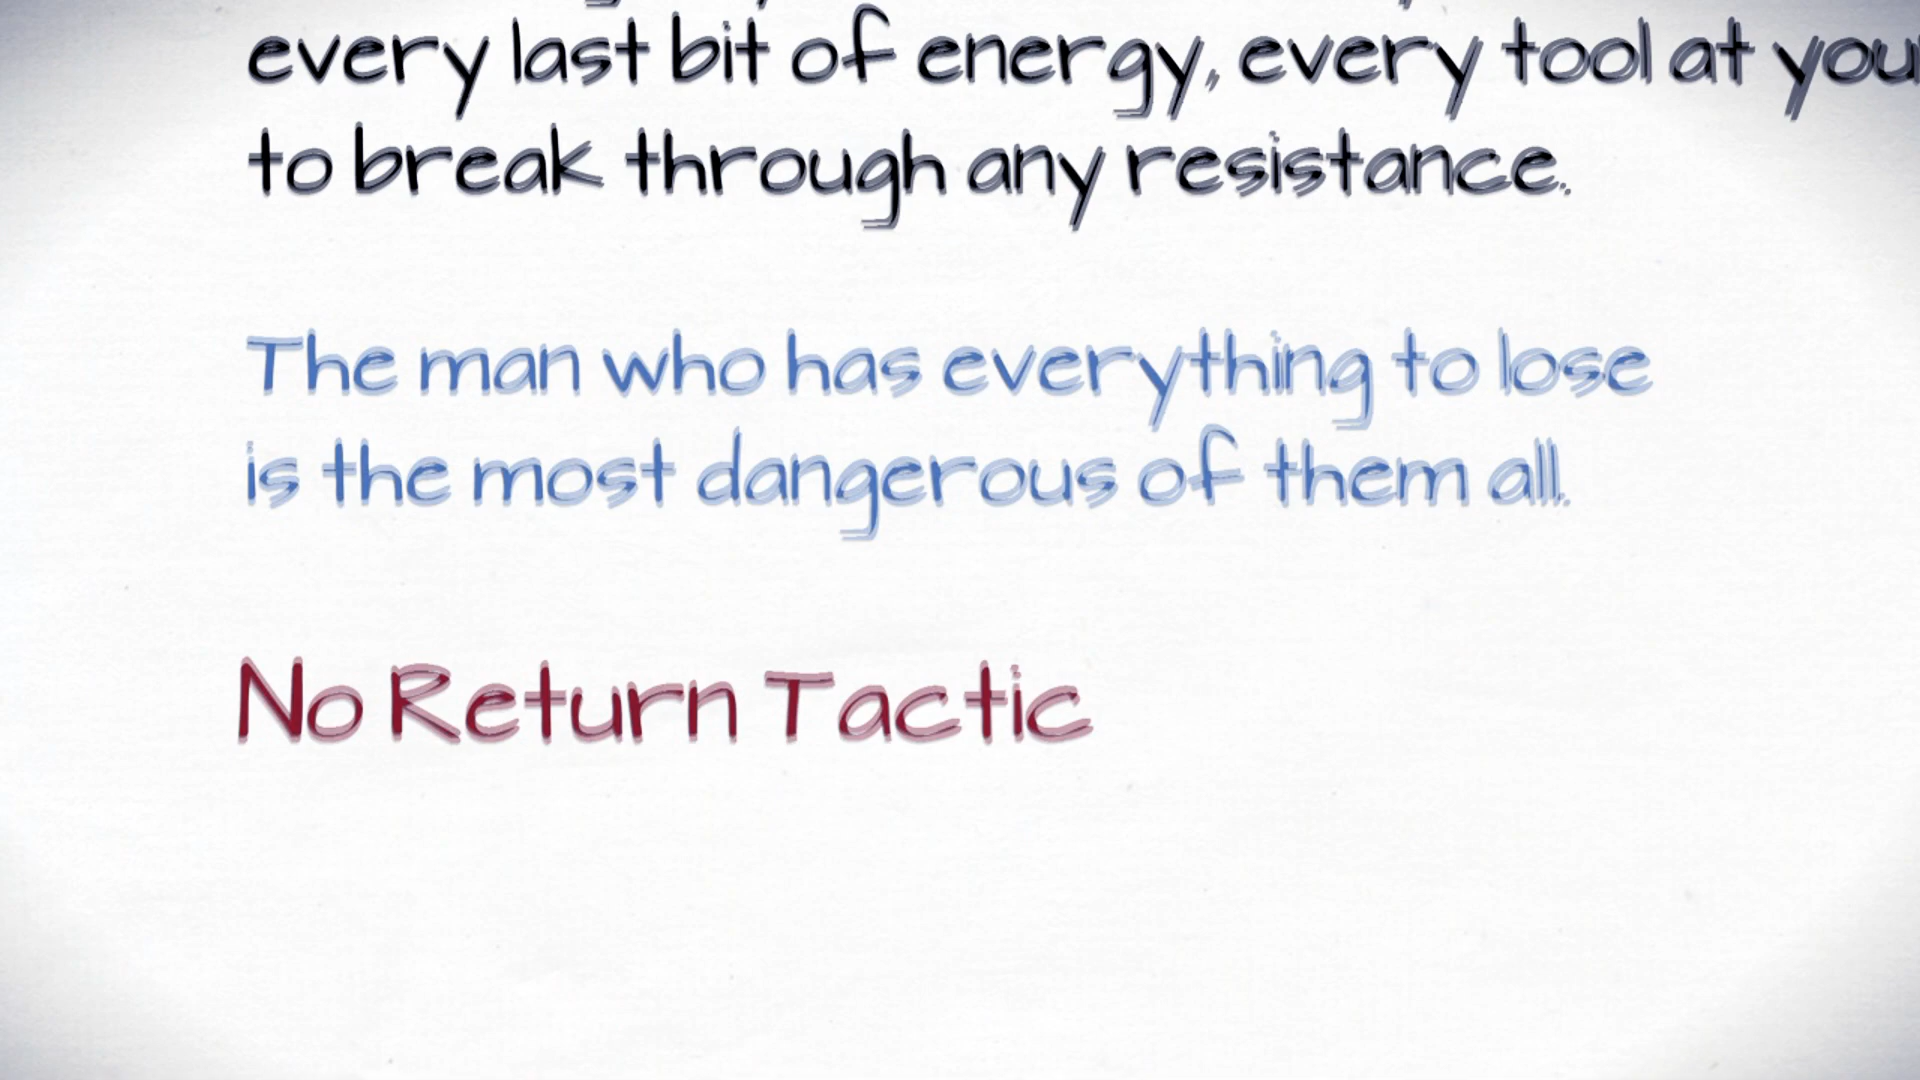 every last bit of energy, every tool at you
to break through any resistance.
The man who has everything to lose
is the most dangerous of them all.
No Return Tactic